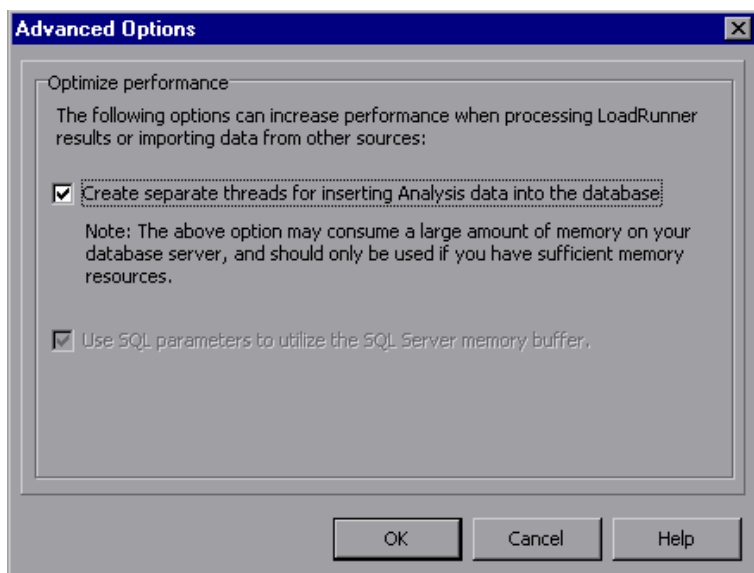 Advanced Options
Optimize performance
The following options can increase performance when processing LoadRunner
results or importing data from other sources:
Create separate threads for inserting Analysis data into the database
Note: The above option may consume a large amount of memory on your
database server, and should only be used if you have sufficient memory
resources.
Use SQL parameters to utilize the SQL Server memory buffer.
OK
Cancel
Help